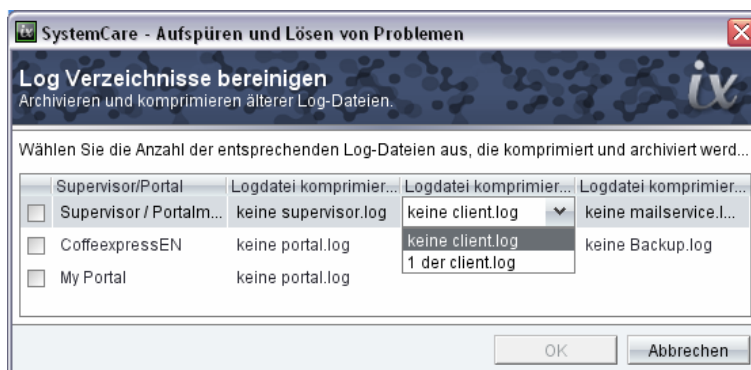 ix SystemCare - Aufspüren und Lösen von Problemen
Log Verzeichnisse bereinigen
Archivieren und komprimieren älterer Log-Dateien.
ix
Wählen Sie die Anzahl der entsprechenden Log-Dateien aus, die komprimiert und archiviert werd...
Supervisor/Portal Logdatei komprimier... Logdatei komprimier... Logdatei komprimier...
Supervisor / Portalm... keine supervisor.log keine client.log keine mailservice.l...
CoffeexpressEN keine portal.log keine client.log keine Backup.log
1 der client.log
My Portal keine portal.log
OK Abbrechen